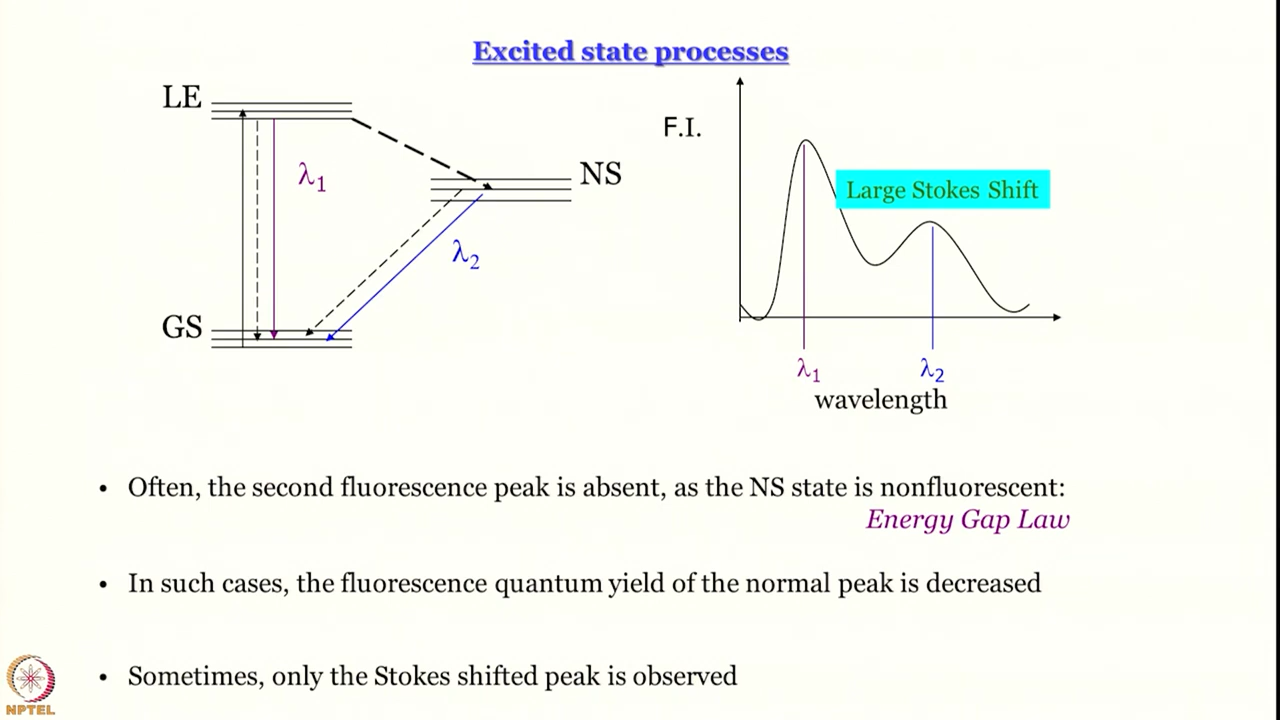 Excited state processes
LE
λ1
NS
λ2
GS
F.I.
Large Stokes Shift
λ1
λ2
wavelength
• Often, the second fluorescence peak is absent, as the NS state is nonfluorescent:
Energy Gap Law
• In such cases, the fluorescence quantum yield of the normal peak is decreased
• Sometimes, only the Stokes shifted peak is observed
NPTEL